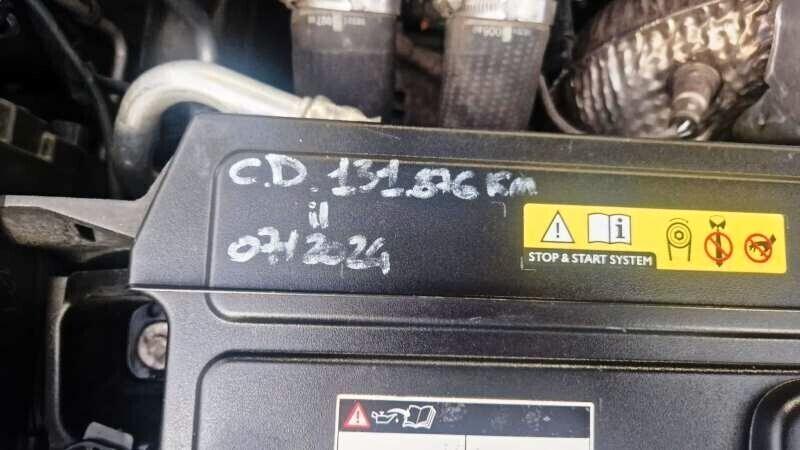 C.D. 131.876 Km
il
07/2024
STOP & START SYSTEM